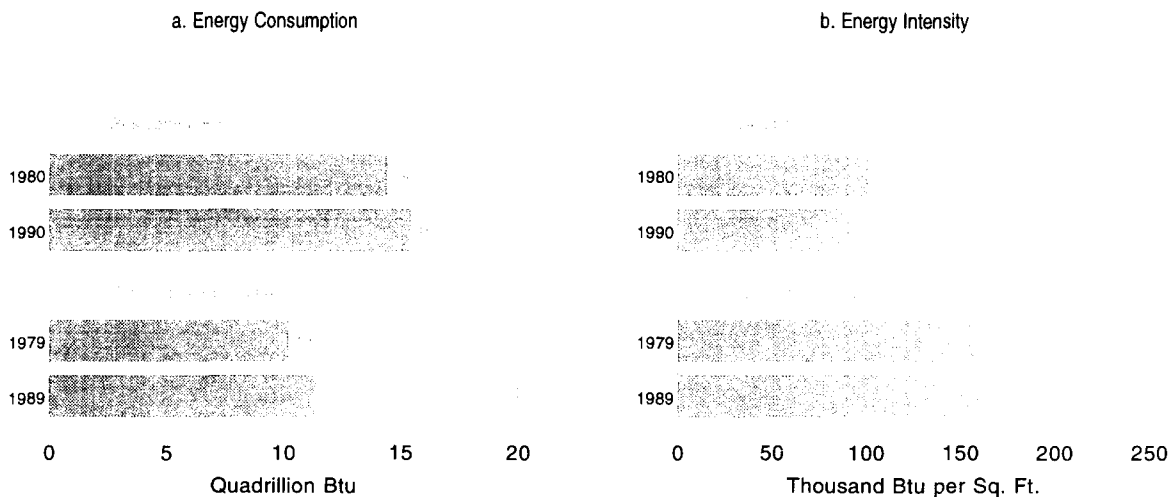 a. Energy Consumption
b. Energy Intensity
1980
1980
1990
1990
1979
1979
1989
1989
0 5 10 15 20
0 50 100 150 200 250
Quadrillion Btu
Thousand Btu per Sq. Ft.